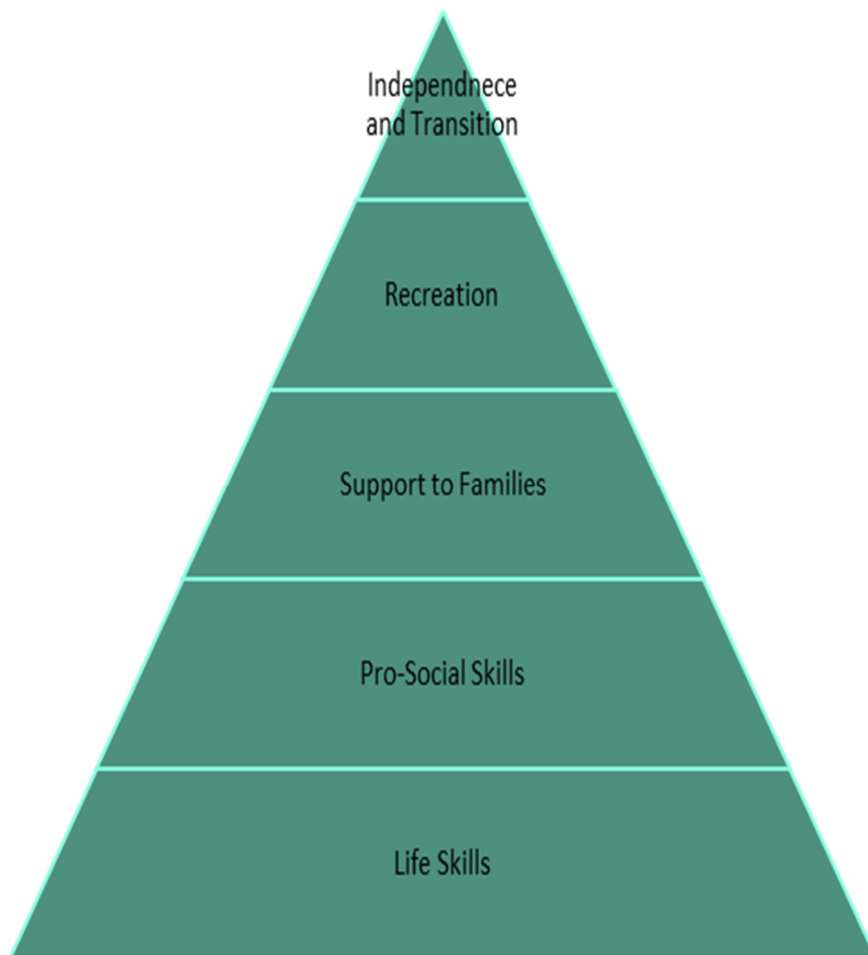 Independnece
and Transition
Recreation
Support to Families
Pro-Social Skills
Life Skills